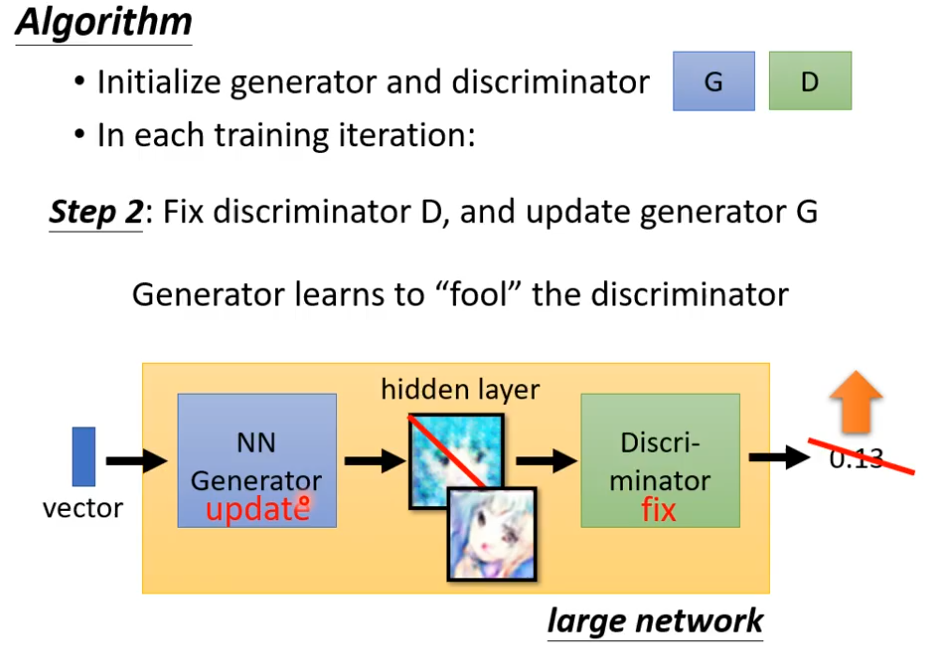 Algorithm
• Initialize generator and discriminator G D
• In each training iteration:
Step 2: Fix discriminator D, and update generator G
Generator learns to “fool” the discriminator
hidden layer
NN
Generator
update
Discri-
minator
fix
0.13
vector
large network